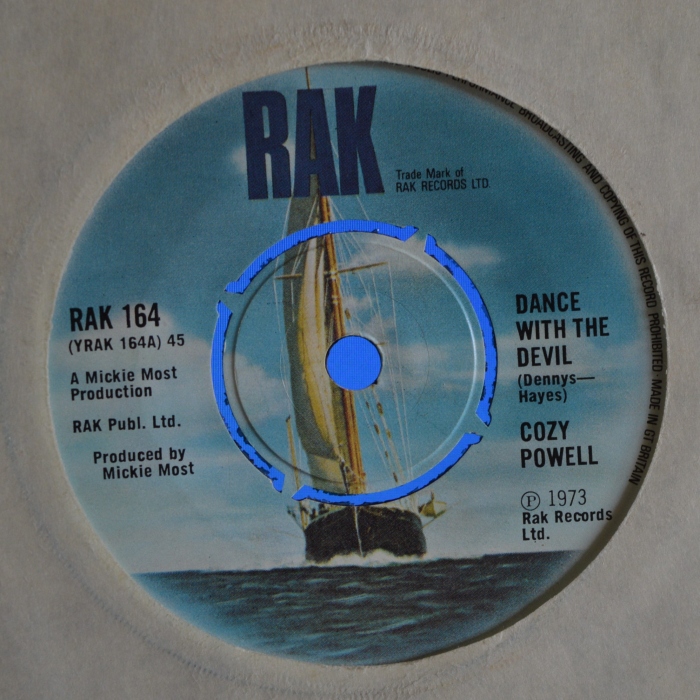 RAK
Trade Mark of
RAK RECORDS LTD
RAK 164
(YRAK 164A) 45
A Mickie Most
Production
RAK Publ. Ltd.
Produced by
Mickie Most
DANCE
WITH THE
DEVIL
(Dennys—
Hayes)
COZY
POWELL
℗ 1973
Rak Records
Ltd.
PERFORMANCE BROADCASTING AND COPYING OF THIS RECORD PROHIBITED MADE IN GT BRITAIN